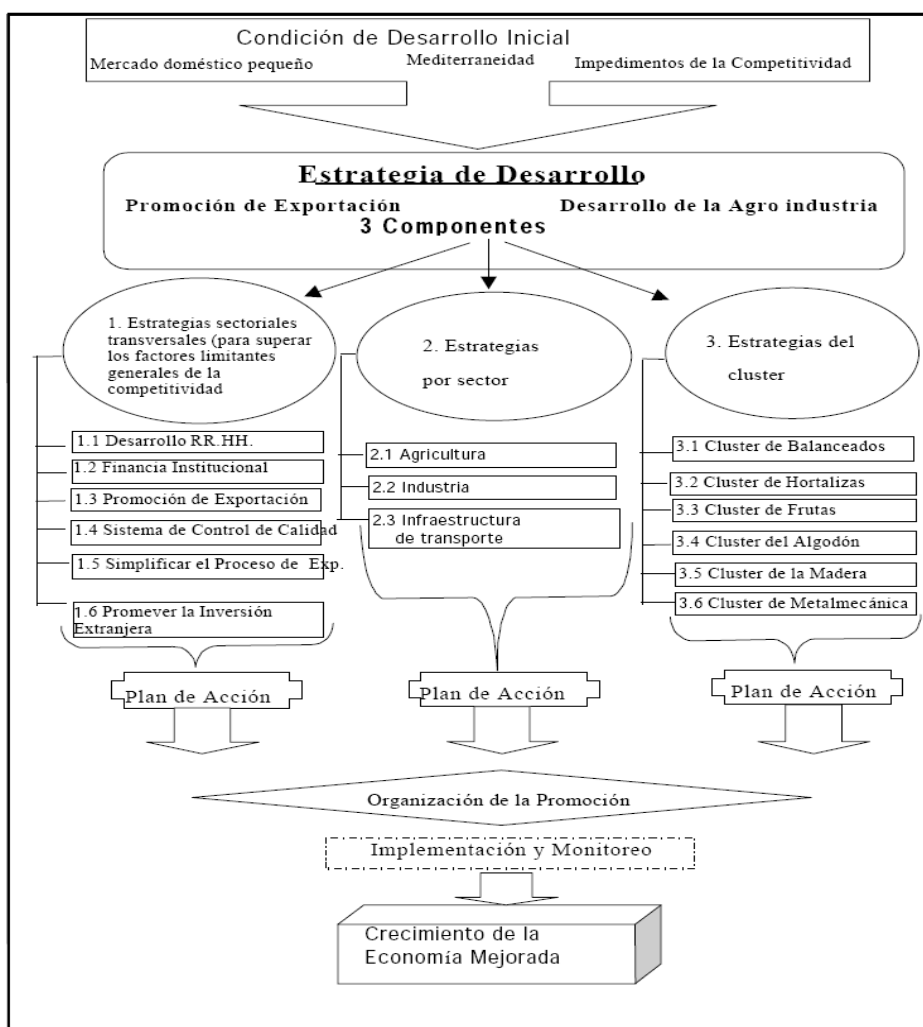 Condición de Desarrollo Inicial
Mercado doméstico pequeño Mediterraneidad Impedimentos de la Competitividad
Estrategia de Desarrollo
Promoción de Exportación Desarrollo de la Agro industria
3 Componentes
1. Estrategias sectoriales
transversales (para superar
los factores limitantes
generales de la
competitividad
2. Estrategias
por sector
3. Estrategias del
cluster
1.1 Desarrollo RR.HH.
1.2 Financia Institucional
1.3 Promoción de Exportación
1.4 Sistema de Control de Calidad
1.5 Simplificar el Proceso de Exp.
1.6 Promever la Inversión
Extranjera
2.1 Agricultura
2.2 Industria
2.3 Infraestructura
de transporte
3.1 Cluster de Balanceados
3.2 Cluster de Hortalizas
3.3 Cluster de Frutas
3.4 Cluster del Algodón
3.5 Cluster de la Madera
3.6 Cluster de Metalmecánica
Plan de Acción
Plan de Acción
Plan de Acción
Organización de la Promoción
Implementación y Monitoreo
Crecimiento de la
Economía Mejorada